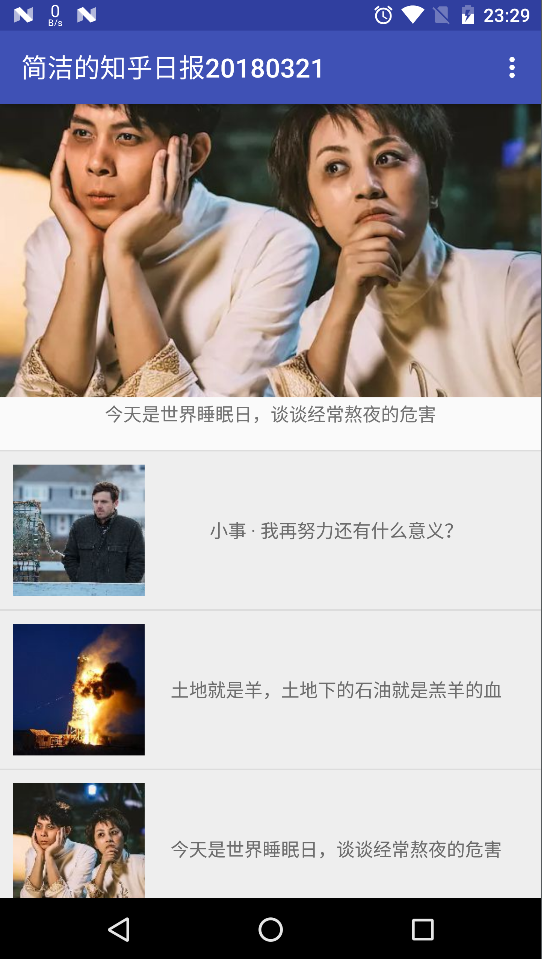 0
B/s
23:29
简洁的知乎日报20180321
今天是世界睡眠日，谈谈经常熬夜的危害
小事 · 我再努力还有什么意义？
土地就是羊，土地下的石油就是羔羊的血
今天是世界睡眠日，谈谈经常熬夜的危害